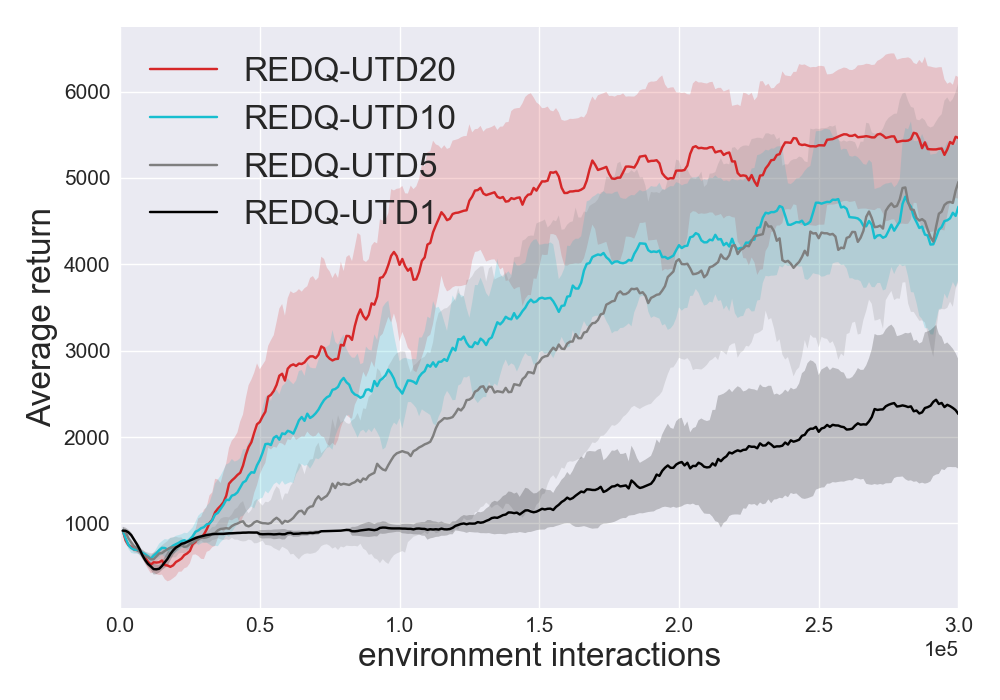 REDQ-UTD20
REDQ-UTD10
REDQ-UTD5
REDQ-UTD1
Average return
6000
5000
4000
3000
2000
1000
0.0 0.5 1.0 1.5 2.0 2.5 3.0
1e5
environment interactions